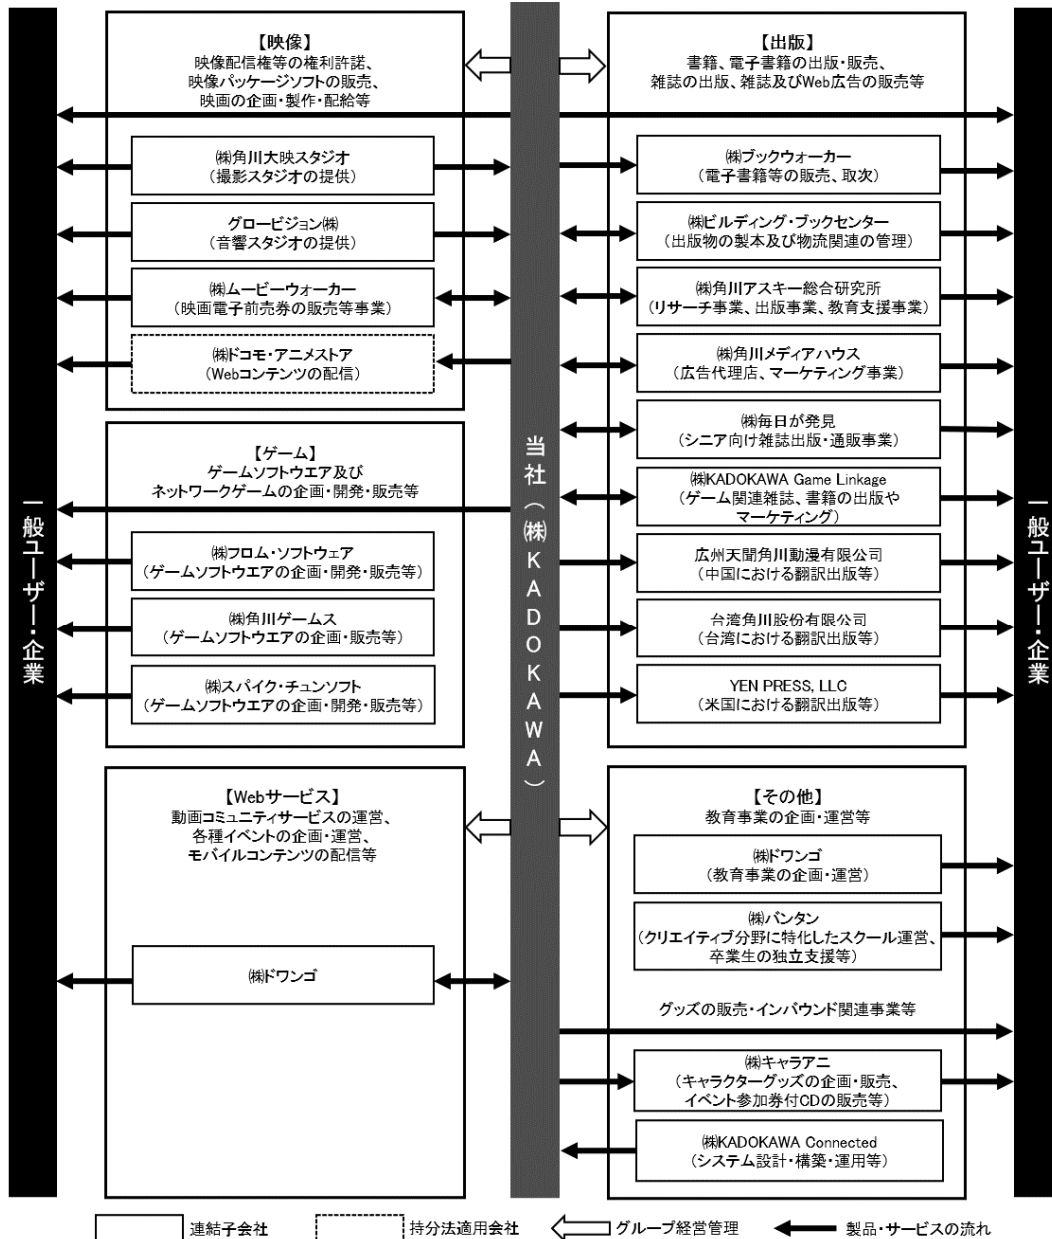 一般ユーザー・企業
【映像】
映像配信権等の権利許諾、
映像パッケージソフトの販売、
映画の企画・製作・配給等
㈱角川大映スタジオ
(撮影スタジオの提供)
グロービジョン㈱
(音響スタジオの提供)
㈱ムービーウォーカー
(映画電子前売券の販売等事業)
㈱ドコモ・アニメストア
(Webコンテンツの配信)
【ゲーム】
ゲームソフトウエア及び
ネットワークゲームの企画・開発・販売等
㈱フロム・ソフトウェア
(ゲームソフトウエアの企画・開発・販売等)
㈱角川ゲームス
(ゲームソフトウエアの企画・販売等)
㈱スパイク・チュンソフト
(ゲームソフトウエアの企画・開発・販売等)
【Webサービス】
動画コミュニティサービスの運営、
各種イベントの企画・運営、
モバイルコンテンツの配信等
㈱ドワンゴ
当社(㈱KADOKAWA)
【出版】
書籍、電子書籍の出版・販売、
雑誌の出版、雑誌及びWeb広告の販売等
㈱ブックウォーカー
(電子書籍等の販売、取次)
㈱ビルディング・ブックセンター
(出版物の製本及び物流関連の管理)
㈱角川アスキー総合研究所
(リサーチ事業、出版事業、教育支援事業)
㈱角川メディアハウス
(広告代理店、マーケティング事業)
㈱毎日が発見
(シニア向け雑誌出版・通販事業)
㈱KADOKAWA Game Linkage
(ゲーム関連雑誌、書籍の出版や
マーケティング)
広州天聞角川動漫有限公司
(中国における翻訳出版等)
台湾角川股份有限公司
(台湾における翻訳出版等)
YEN PRESS, LLC
(米国における翻訳出版等)
【その他】
教育事業の企画・運営等
㈱ドワンゴ
(教育事業の企画・運営)
㈱バンタン
(クリエイティブ分野に特化したスクール運営、
卒業生の独立支援等)
グッズの販売・インバウンド関連事業等
㈱キャラアニ
(キャラクターグッズの企画・販売、
イベント参加券付CDの販売等)
㈱KADOKAWA Connected
(システム設計・構築・運用等)
一般ユーザー・企業
連結子会社
持分法適用会社
グループ経営管理
製品・サービスの流れ